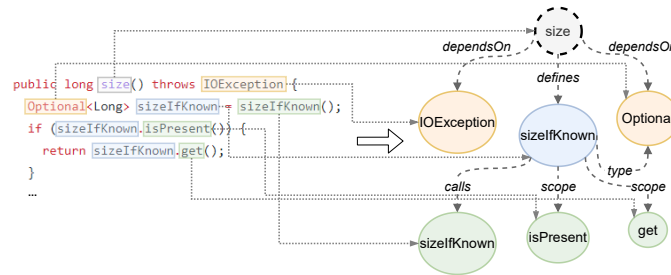 size
dependsOn
dependsOn
defines
public long size() throws IOException {
Optional<Long> sizeIfKnown = sizeIfKnown();
if (sizeIfKnown.isPresent()) {
return sizeIfKnown.get();
}
…
IOException
sizeIfKnown
Optional
type
calls
scope
scope
sizeIfKnown
isPresent
get